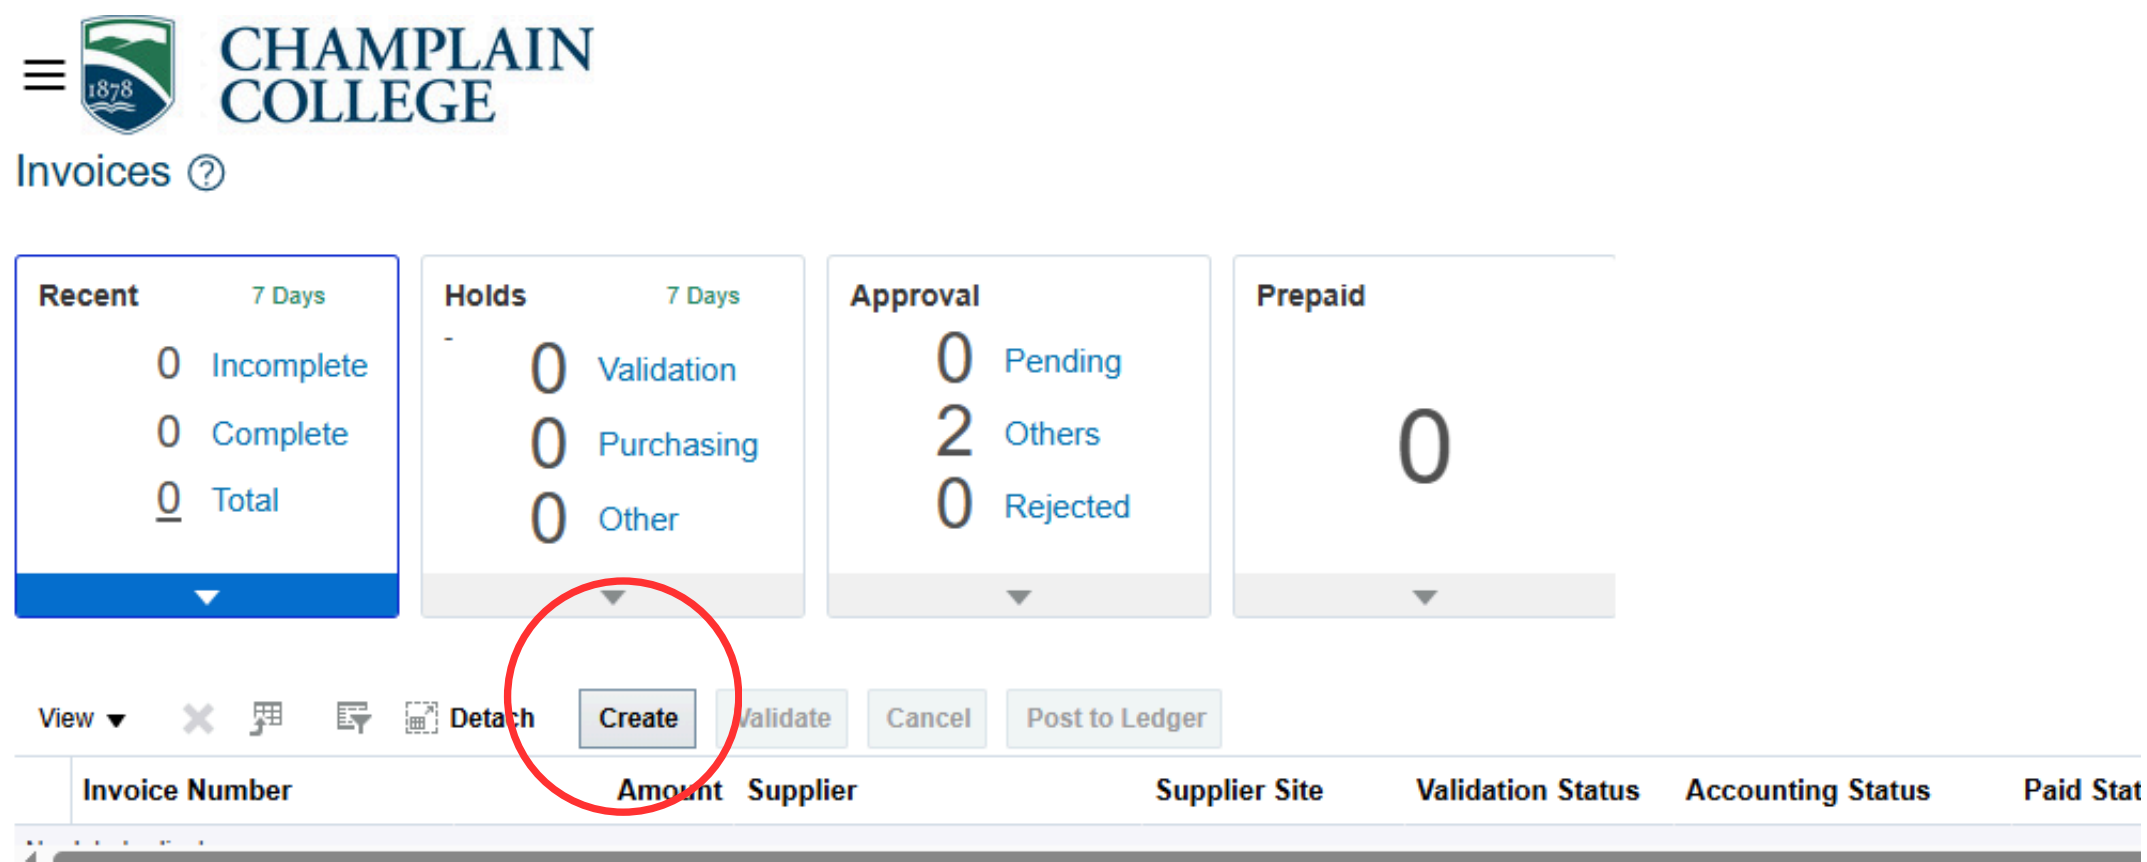 CHAMPLAIN
COLLEGE
1878
Invoices ?
Recent 7 Days
0 Incomplete
0 Complete
0 Total
Holds 7 Days
-
0 Validation
0 Purchasing
0 Other
Approval
0 Pending
2 Others
0 Rejected
Prepaid
0
View Detach Create Validate Cancel Post to Ledger
Invoice Number Amount Supplier Supplier Site Validation Status Accounting Status Paid Stat